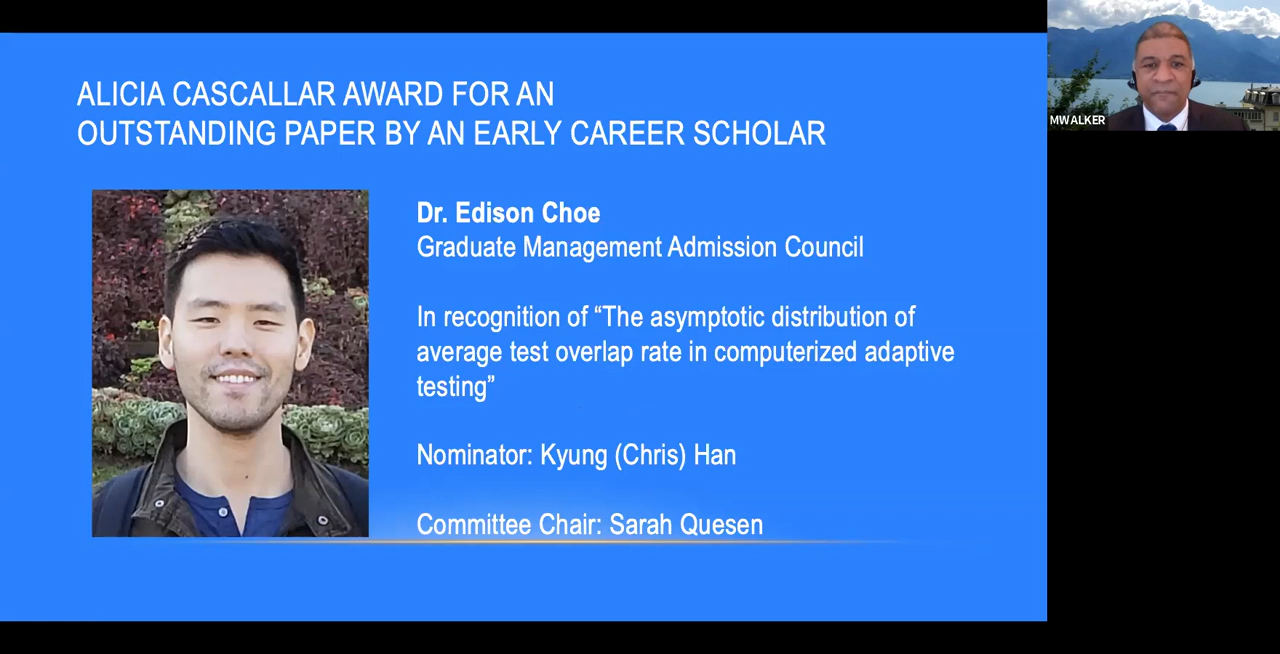 ALICIA CASCALLAR AWARD FOR AN
OUTSTANDING PAPER BY AN EARLY CAREER SCHOLAR
Dr. Edison Choe
Graduate Management Admission Council
In recognition of “The asymptotic distribution of
average test overlap rate in computerized adaptive
testing”
Nominator: Kyung (Chris) Han
Committee Chair: Sarah Quesen
MWALKER